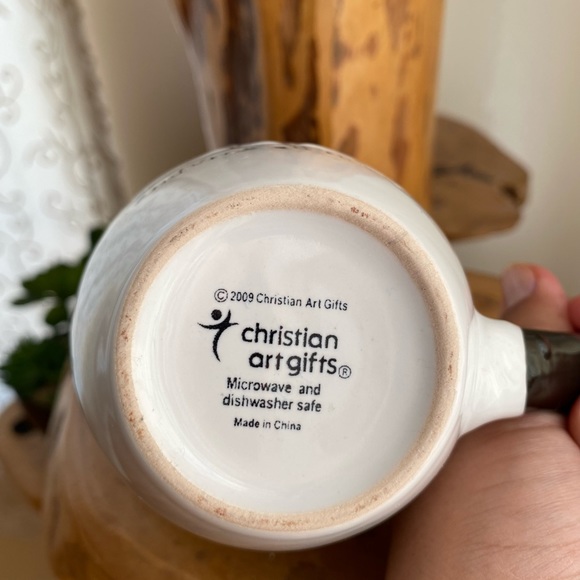 © 2009 Christian Art Gifts
christian
art gifts®
Microwave and
dishwasher safe
Made in China